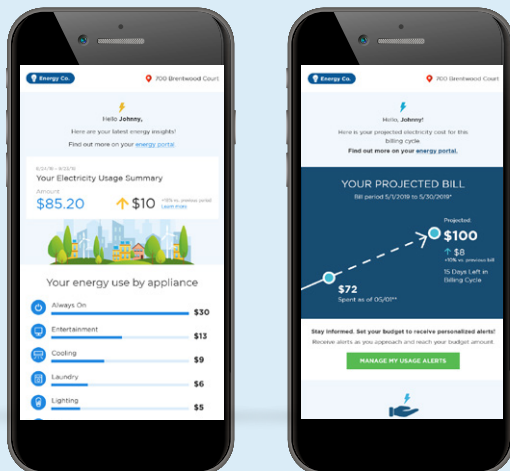 Energy Co.
700 Brentwood Court
Hello Johnny,
Here are your latest energy insights!
Find out more on your energy portal
Your Electricity Usage Summary
Amount
$85.20
$10
+10% vs. previous period
Learn more
Your energy use by appliance
Always On
$30
Entertainment
$13
Cooling
$9
Laundry
$6
Lighting
$5
Energy Co.
700 Brentwood Court
Hello, Johnny!
Here is your projected electricity cost for this
billing cycle.
Find out more on your energy portal.
YOUR PROJECTED BILL
Bill period 5/1/2019 to 5/30/2019*
Projected
$100
$8
+10% vs. previous bill
15 Days Left in
Billing Cycle
$72
Spent as of 05/01**
Stay Informed. Set your budget to receive personalized alerts!
Receive alerts as you approach and reach your budget amount
MANAGE MY USAGE ALERTS